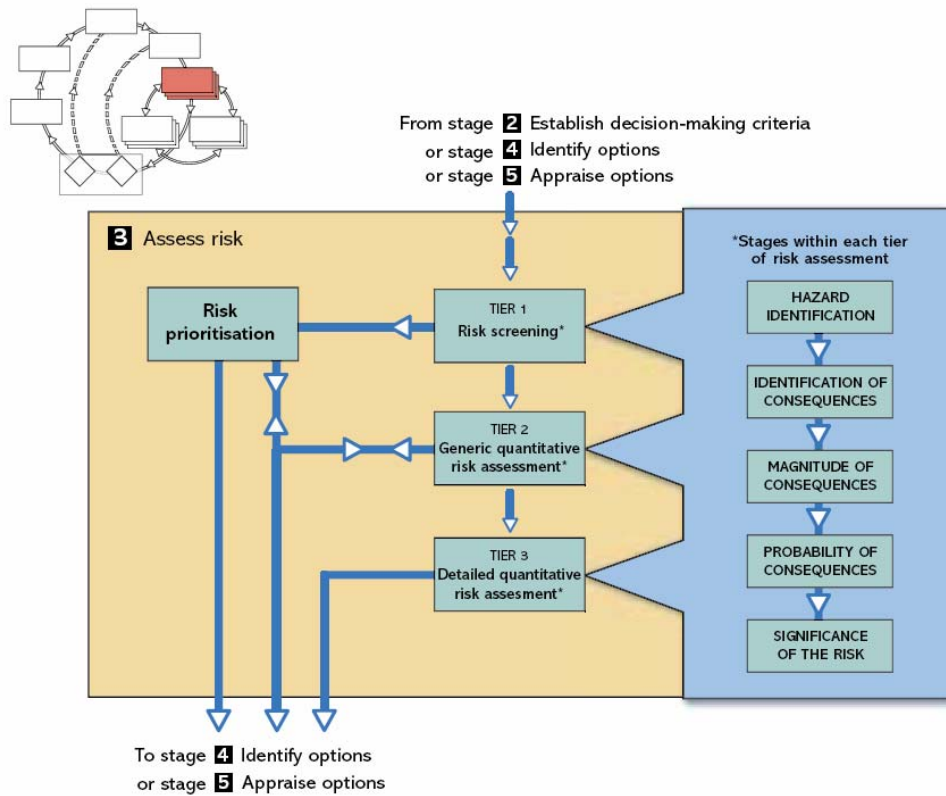 From stage 2 Establish decision-making criteria
or stage 4 Identify options
or stage 5 Appraise options
3 Assess risk
Risk
prioritisation
TIER 1
Risk screening*
TIER 2
Generic quantitative
risk assessment*
TIER 3
Detailed quantitative
risk assesment*
*Stages within each tier
of risk assessment
HAZARD
IDENTIFICATION
IDENTIFICATION OF
CONSEQUENCES
MAGNITUDE OF
CONSEQUENCES
PROBABILITY OF
CONSEQUENCES
SIGNIFICANCE
OF THE RISK
To stage 4 Identify options
or stage 5 Appraise options